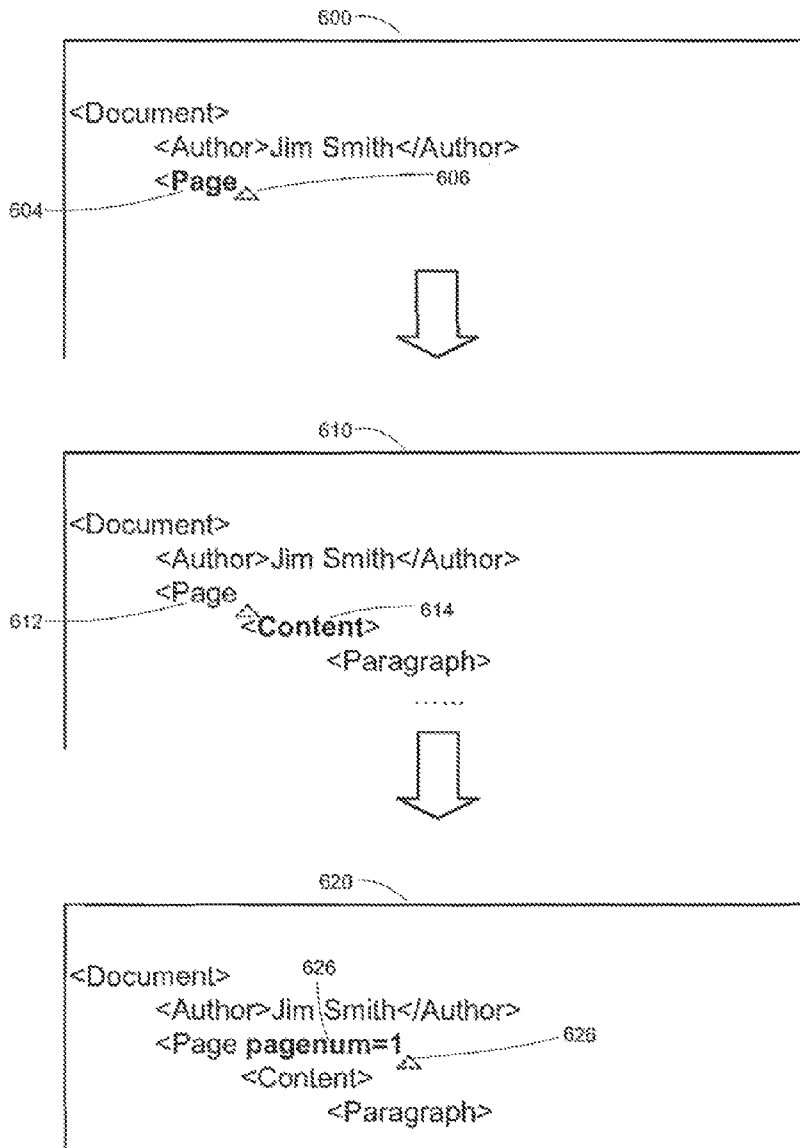 600
<Document>
<Author>Jim Smith</Author>
<Page
606
604
610
<Document>
<Author>Jim Smith</Author>
<Page
614
612
<Content>
<Paragraph>
......
620
<Document>
626
<Author>Jim Smith</Author>
<Page pagenum=1
628
<Content>
<Paragraph>